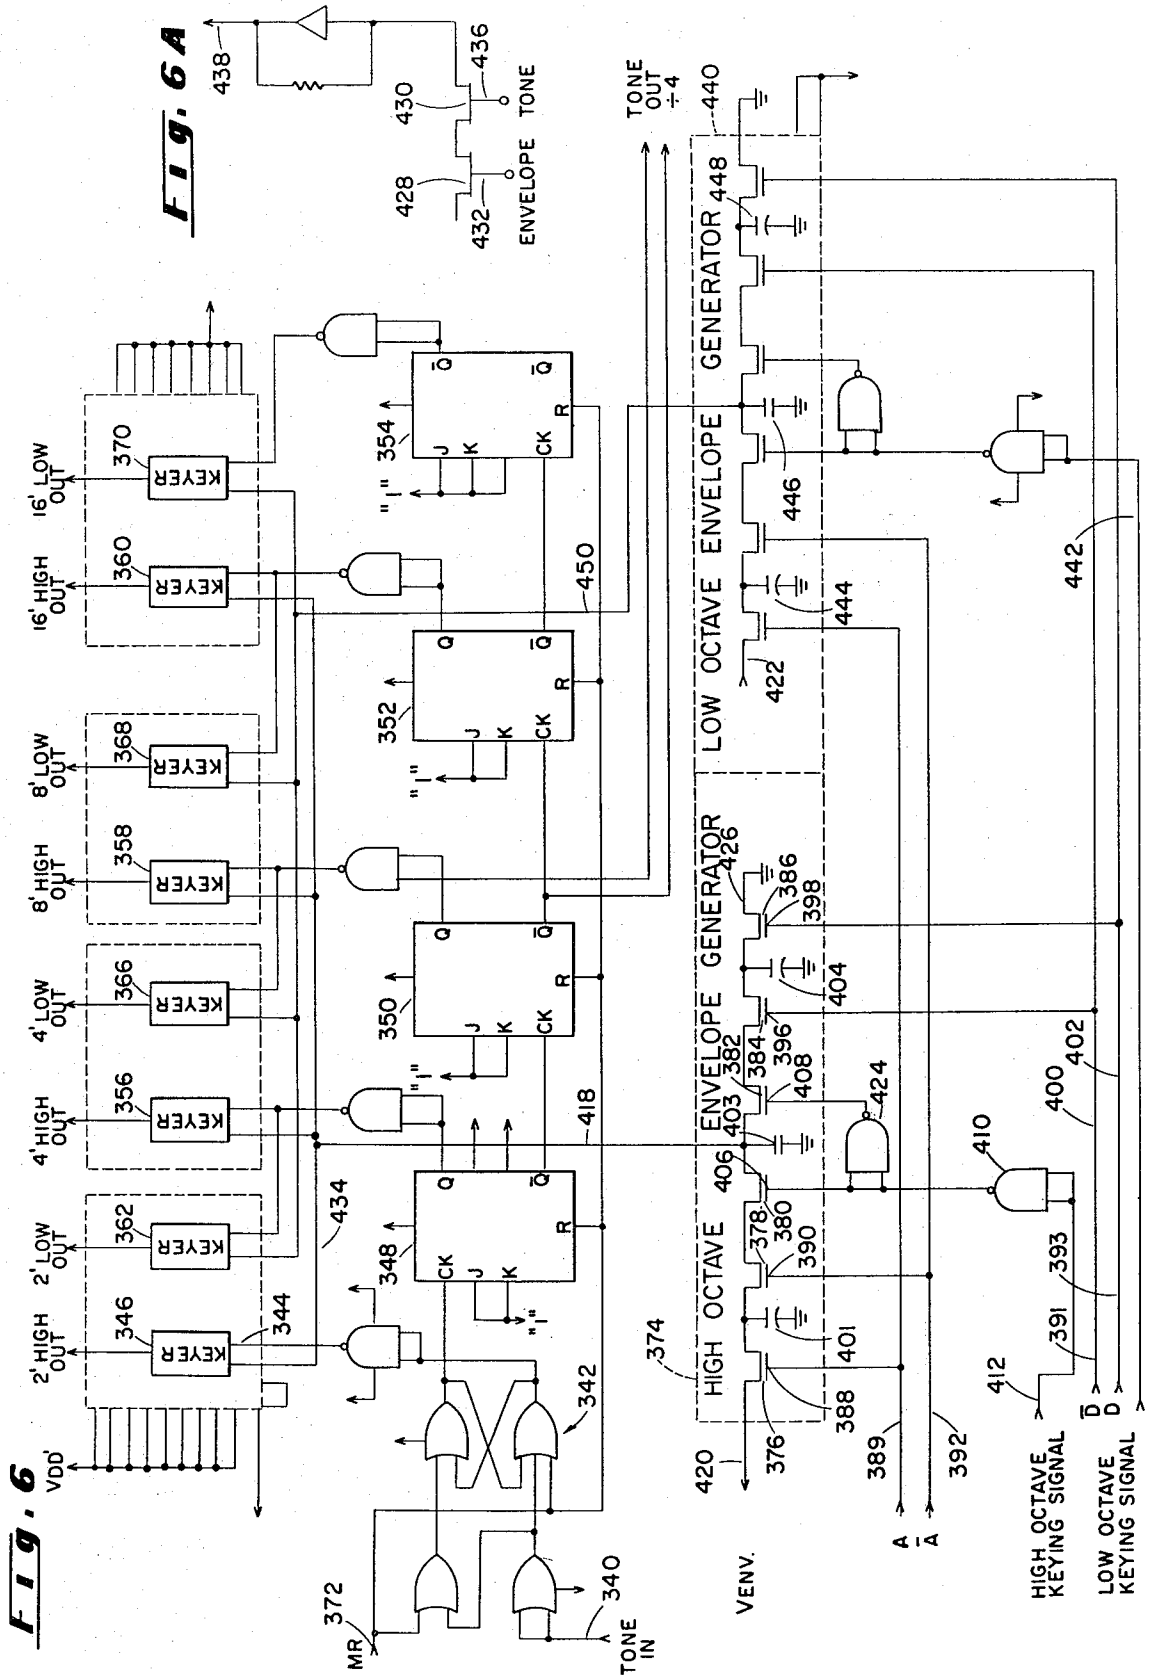 Fig. 6
Fig. 6A
VDD'
2' HIGH OUT
2' LOW OUT
4' HIGH OUT
4' LOW OUT
8' HIGH OUT
8' LOW OUT
16' HIGH OUT
16' LOW OUT
346
362
356
366
358
368
360
370
KEYER
KEYER
KEYER
KEYER
KEYER
KEYER
KEYER
KEYER
344
434
438
430
436
428
432
ENVELOPE
TONE
MR
372
340
TONE IN
342
348
CK
J
K
"1"
Q
Q̅
R
350
J
K
CK
"1"
Q
Q̅
R
352
J
K
CK
"1"
Q
Q̅
R
354
J
K
CK
"1"
Q̅
Q̅
R
418
450
TONE OUT ÷4
374
HIGH OCTAVE ENVELOPE GENERATOR
LOW OCTAVE ENVELOPE GENERATOR
440
VENV.
420
376
388
401
378
390
380
406
403
382
408
384
396
404
386
398
426
424
410
422
444
446
448
442
A
389
A̅
392
HIGH OCTAVE KEYING SIGNAL
412
D̅
391
D
393
400
402
LOW OCTAVE KEYING SIGNAL